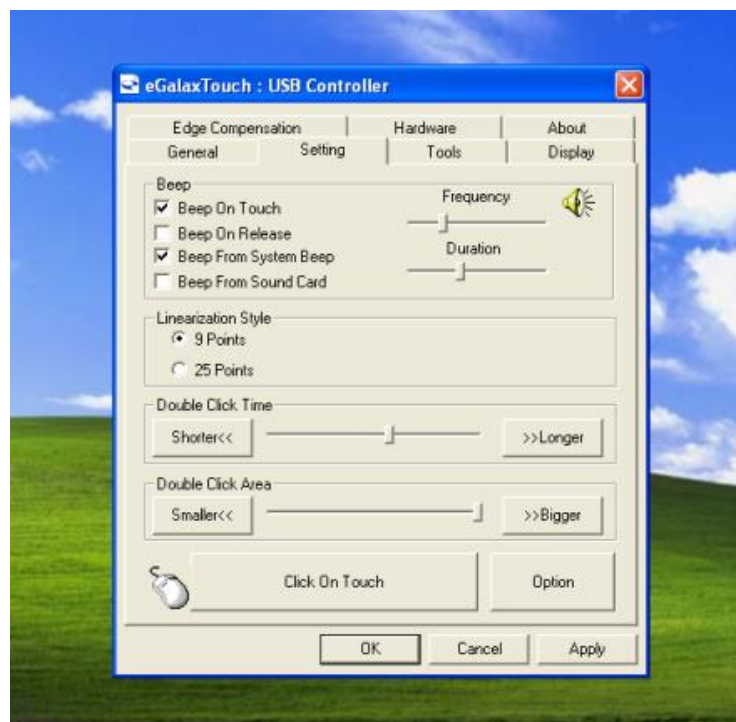 eGalaxTouch : USB Controller
Edge Compensation Hardware About
General Setting Tools Display
Beep
Beep On Touch
Beep On Release
Beep From System Beep
Beep From Sound Card
Frequency
Duration
Linearization Style
9 Points
25 Points
Double Click Time
Shorter<< >>Longer
Double Click Area
Smaller<< >>Bigger
Click On Touch Option
OK Cancel Apply